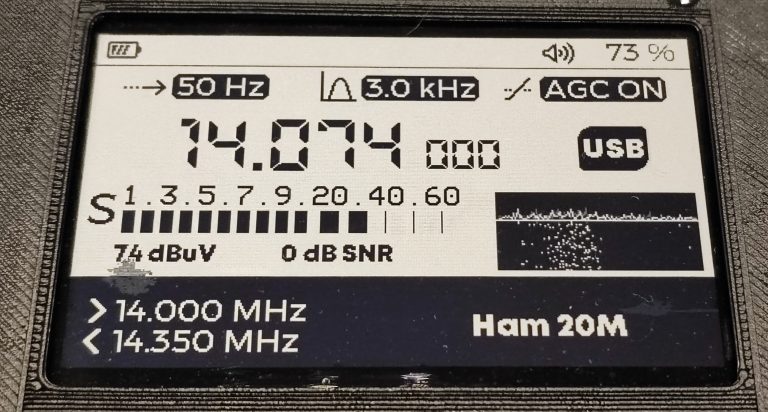 73 %
50 Hz 3.0 kHz AGC ON
14.074 000 USB
S 1.3.5.7.9.20.40.60
74 dBuV 0 dB SNR
> 14.000 MHz
< 14.350 MHz
Ham 20M